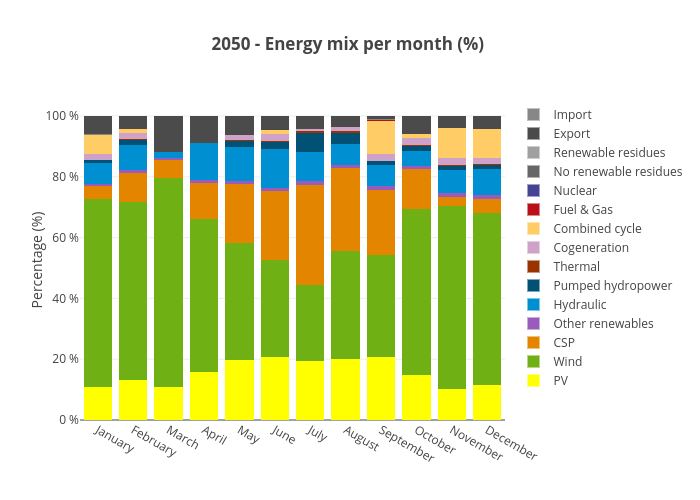 2050 - Energy mix per month (%)
Percentage (%)
100 %
80 %
60 %
40 %
20 %
0 %
January
February
March
April
May
June
July
August
September
October
November
December
Import
Export
Renewable residues
No renewable residues
Nuclear
Fuel & Gas
Combined cycle
Cogeneration
Thermal
Pumped hydropower
Hydraulic
Other renewables
CSP
Wind
PV